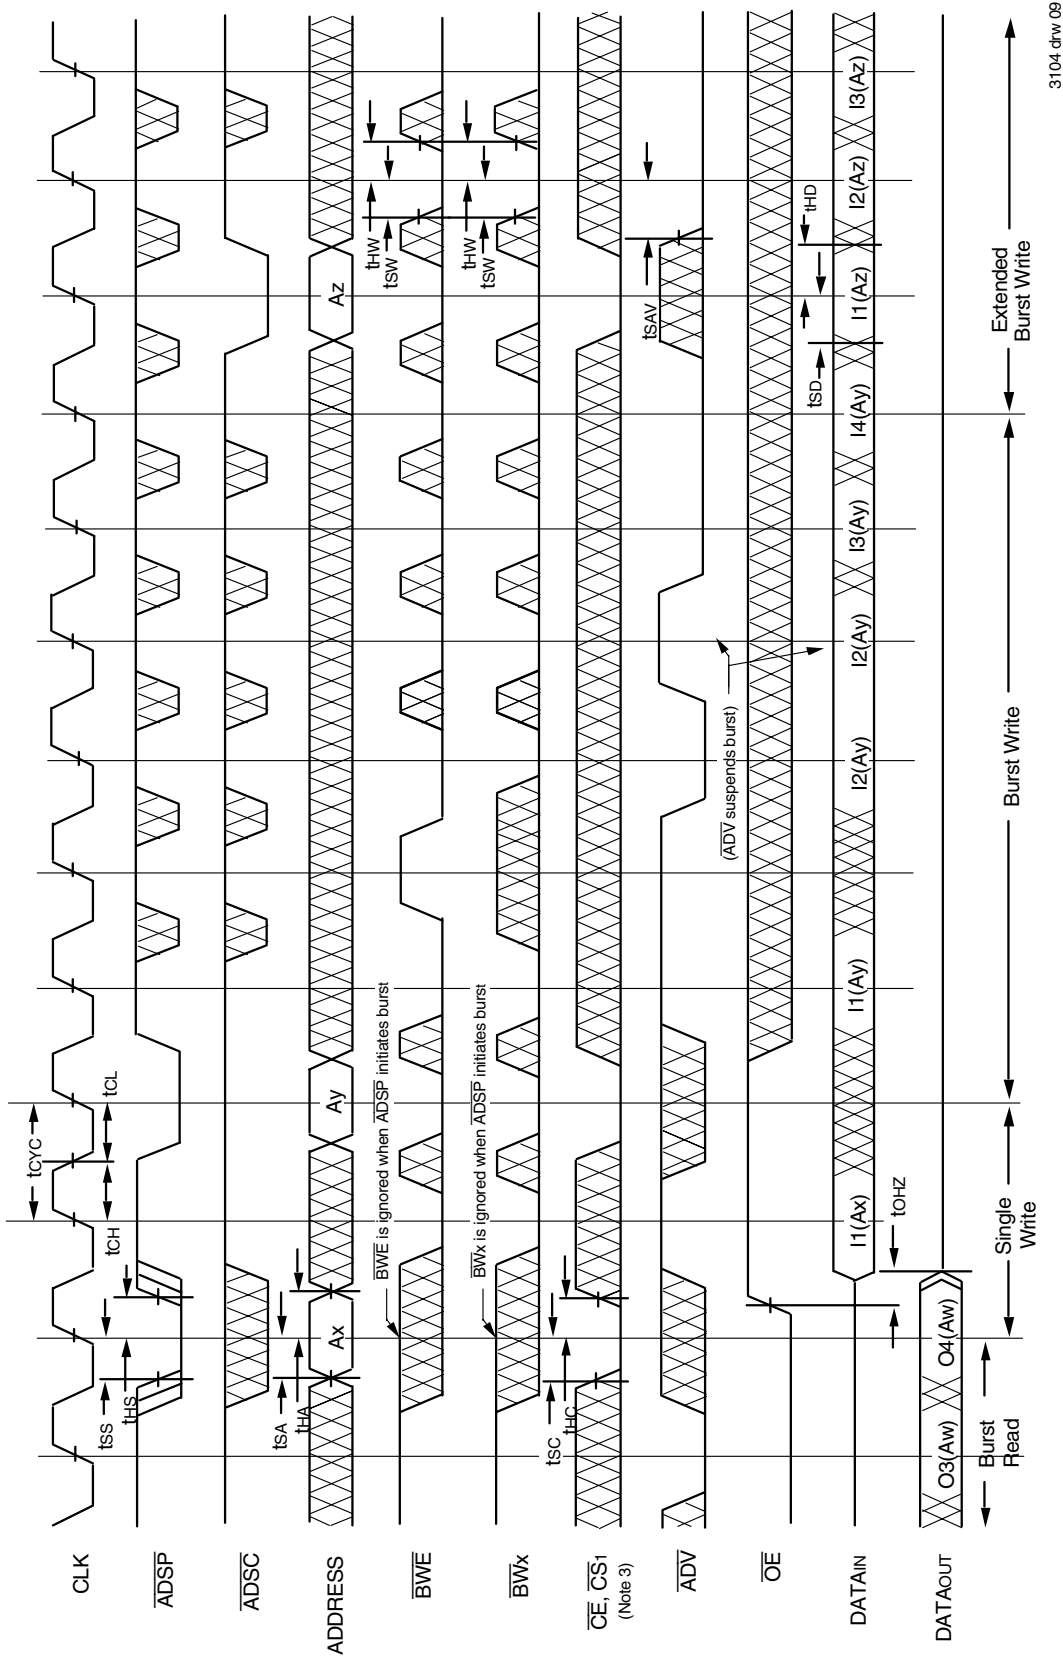 CLK
tCYC
tCH
tCL
tSS
tHS
ADSP
ADSC
ADDRESS
tSA
tHA
Ax
Ay
Az
BWE
BWE is ignored when ADSP initiates burst
tHW
tSW
BWx
BWx is ignored when ADSP initiates burst
tHW
tSW
CE, CS1
(Note 3)
tSC
tHC
ADV
tSAV
(ADV suspends burst)
OE
tSD
tHD
DATAIN
I1(Ax)
I1(Ay)
I2(Ay)
I2(Ay)
I3(Ay)
I4(Ay)
I1(Az)
I2(Az)
I3(Az)
tOHZ
DATAOUT
O3(Aw)
O4(Aw)
Burst
Read
Single
Write
Burst Write
Extended
Burst Write
3104 drw 09